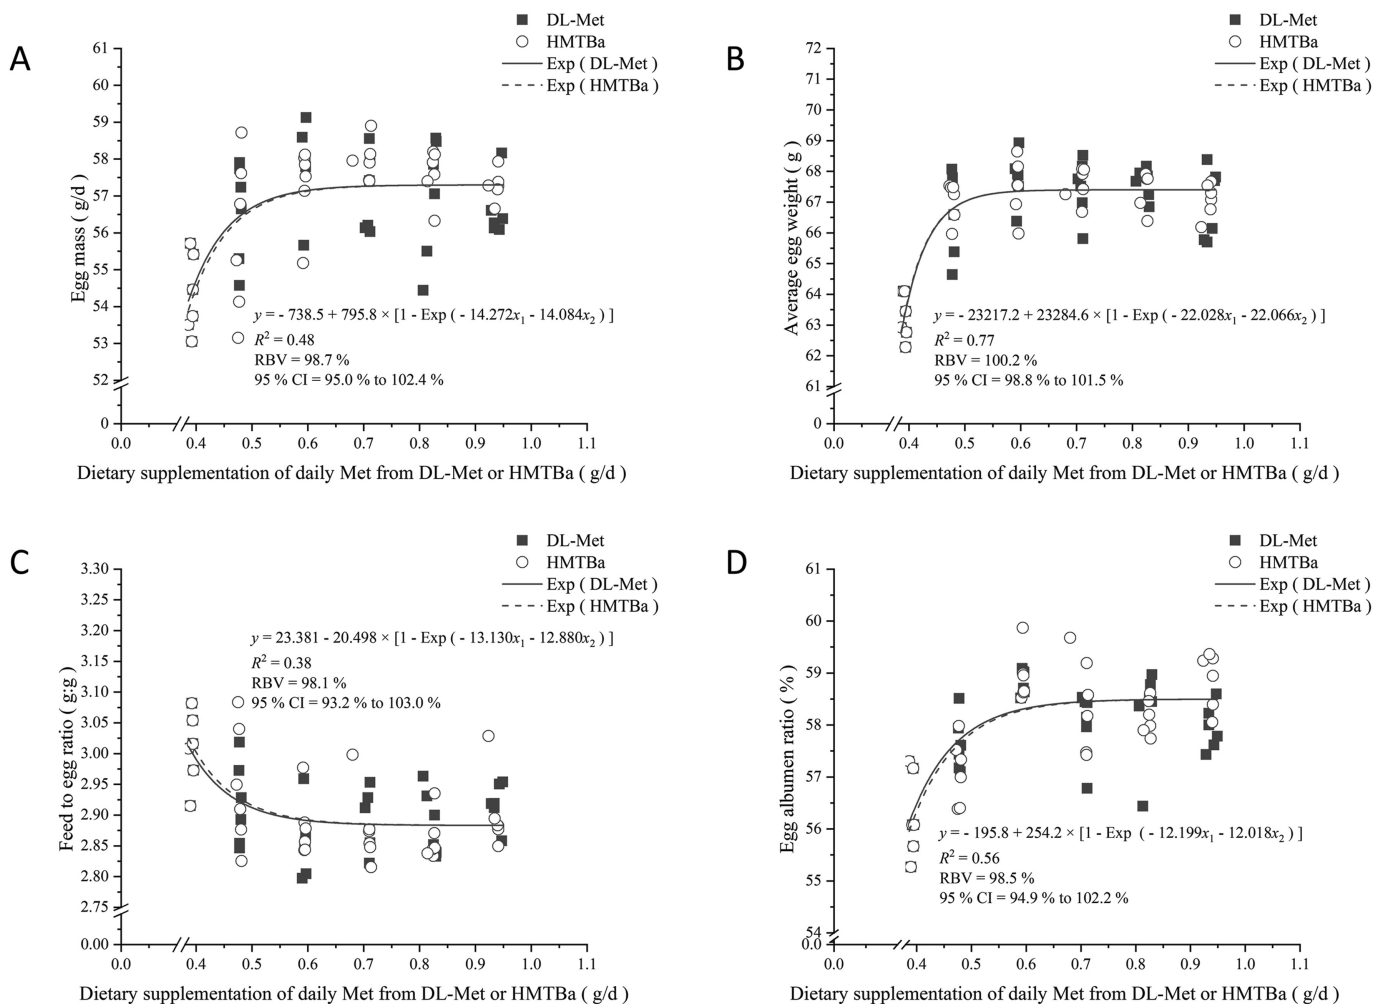 A
DL-Met
HMTBa
Exp ( DL-Met )
Exp ( HMTBa )
61
60
59
58
57
56
55
54
53
52
0
Egg mass ( g/d )
y = - 738.5 + 795.8 × [1 - Exp ( - 14.272x1 - 14.084x2 ) ]
R2 = 0.48
RBV = 98.7 %
95 % CI = 95.0 % to 102.4 %
0.0 0.4 0.5 0.6 0.7 0.8 0.9 1.0 1.1
Dietary supplementation of daily Met from DL-Met or HMTBa ( g/d )
B
DL-Met
HMTBa
Exp ( DL-Met )
Exp ( HMTBa )
72
71
70
69
68
67
66
65
64
63
62
61
0
Average egg weight ( g )
y = - 23217.2 + 23284.6 × [1 - Exp ( - 22.028x1 - 22.066x2 ) ]
R2 = 0.77
RBV = 100.2 %
95 % CI = 98.8 % to 101.5 %
0.0 0.4 0.5 0.6 0.7 0.8 0.9 1.0 1.1
Dietary supplementation of daily Met from DL-Met or HMTBa ( g/d )
C
DL-Met
HMTBa
Exp ( DL-Met )
Exp ( HMTBa )
3.30
3.25
3.20
3.15
3.10
3.05
3.00
2.95
2.90
2.85
2.80
2.75
0.00
Feed to egg ratio ( g:g )
y = 23.381 - 20.498 × [1 - Exp ( - 13.130x1 - 12.880x2 ) ]
R2 = 0.38
RBV = 98.1 %
95 % CI = 93.2 % to 103.0 %
0.0 0.4 0.5 0.6 0.7 0.8 0.9 1.0 1.1
Dietary supplementation of daily Met from DL-Met or HMTBa ( g/d )
D
DL-Met
HMTBa
Exp ( DL-Met )
Exp ( HMTBa )
61
60
59
58
57
56
55
54
0.0
Egg albumen ratio ( % )
y = - 195.8 + 254.2 × [1 - Exp ( - 12.199x1 - 12.018x2 ) ]
R2 = 0.56
RBV = 98.5 %
95 % CI = 94.9 % to 102.2 %
0.0 0.4 0.5 0.6 0.7 0.8 0.9 1.0 1.1
Dietary supplementation of daily Met from DL-Met or HMTBa ( g/d )